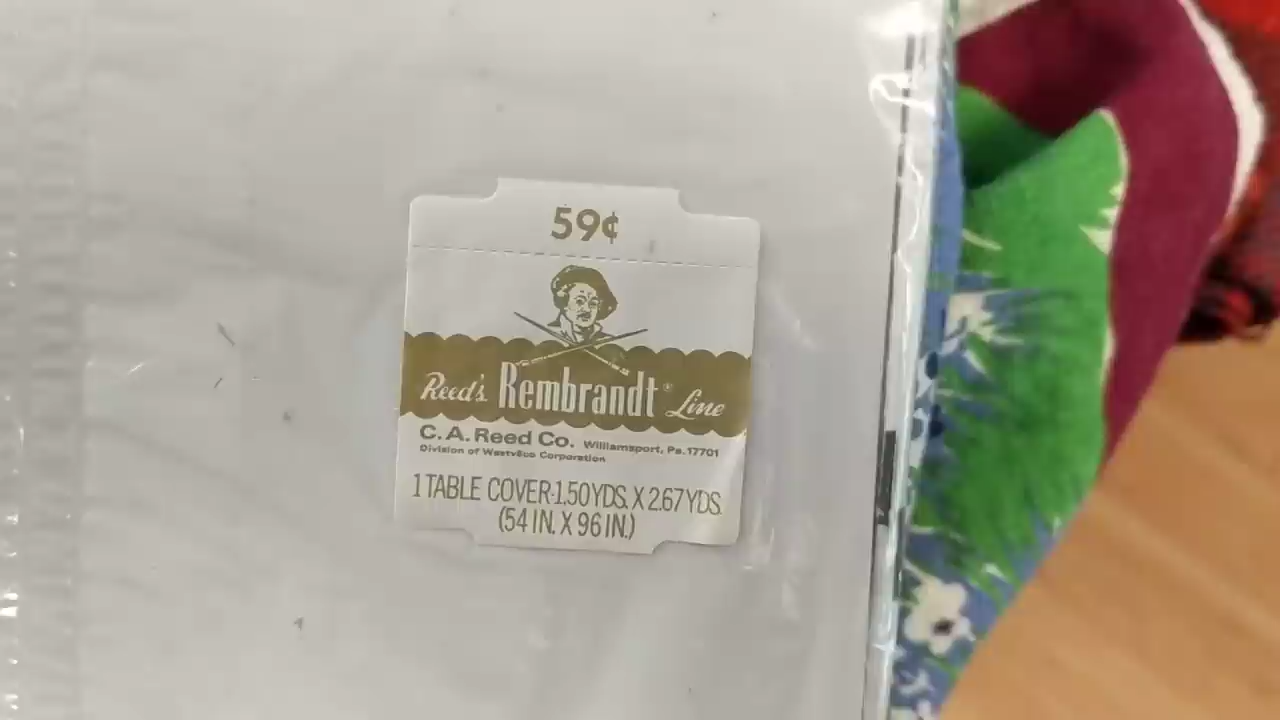 59¢
Reed's Rembrandt® Line
C. A. Reed Co. Williamsport, Pa. 17701
Division of Westvaco Corporation
1 TABLE COVER-1.50 YDS. X 2.67 YDS.
(54 IN. X 96 IN.)